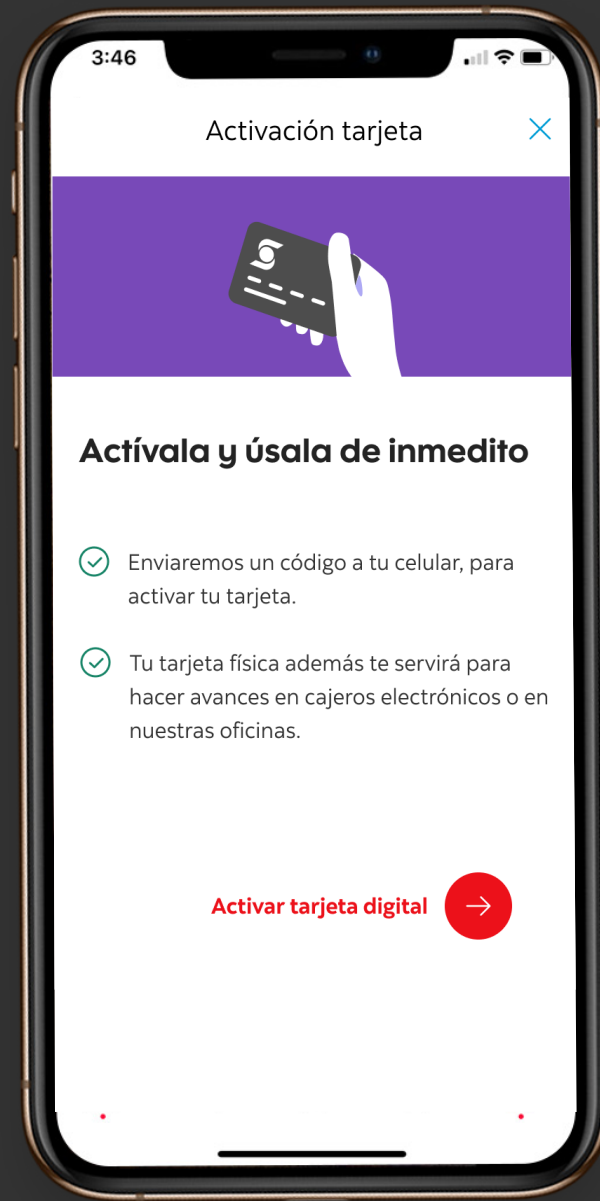 3:46
Activación tarjeta
Actívala y úsala de inmedito
Enviaremos un código a tu celular, para
activar tu tarjeta.
Tu tarjeta física además te servirá para
hacer avances en cajeros electrónicos o en
nuestras oficinas.
Activar tarjeta digital